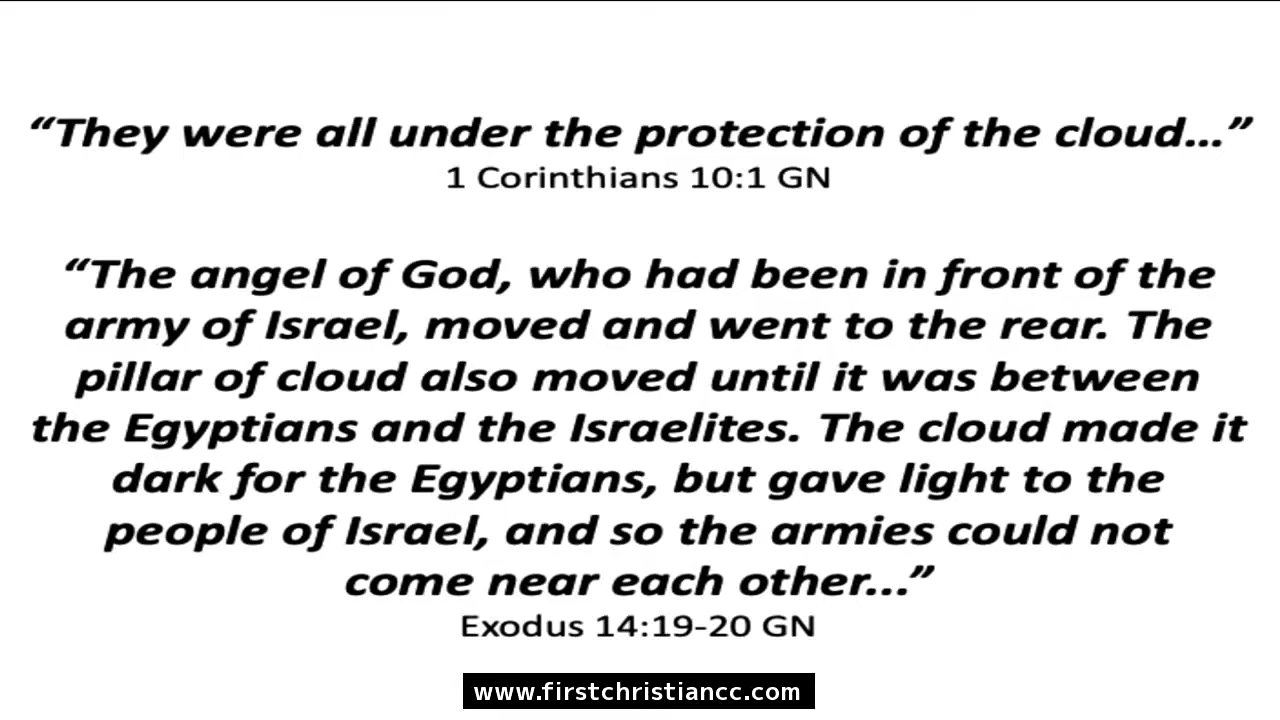 “They were all under the protection of the cloud...”
1 Corinthians 10:1 GN
“The angel of God, who had been in front of the
army of Israel, moved and went to the rear. The
pillar of cloud also moved until it was between
the Egyptians and the Israelites. The cloud made it
dark for the Egyptians, but gave light to the
people of Israel, and so the armies could not
come near each other...”
Exodus 14:19-20 GN
www.firstchristiancc.com